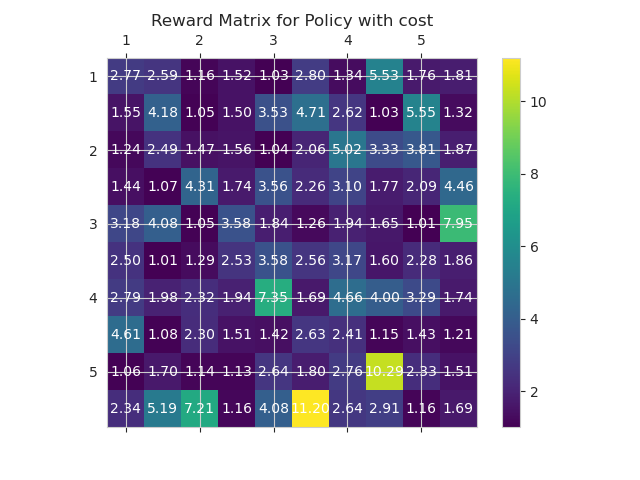 Reward Matrix for Policy with cost
1 2 3 4 5
1 2.77 2.59 1.16 1.52 1.03 2.80 1.34 5.53 1.76 1.81
1.55 4.18 1.05 1.50 3.53 4.71 2.62 1.03 5.55 1.32
2 1.24 2.49 1.47 1.56 1.04 2.06 5.02 3.33 3.81 1.87
1.44 1.07 4.31 1.74 3.56 2.26 3.10 1.77 2.09 4.46
3 3.18 4.08 1.05 3.58 1.84 1.26 1.94 1.65 1.01 7.95
2.50 1.01 1.29 2.53 3.58 2.56 3.17 1.60 2.28 1.86
4 2.79 1.98 2.32 1.94 7.35 1.69 4.66 4.00 3.29 1.74
4.61 1.08 2.30 1.51 1.42 2.63 2.41 1.15 1.43 1.21
5 1.06 1.70 1.14 1.13 2.64 1.80 2.76 10.29 2.33 1.51
2.34 5.19 7.21 1.16 4.08 11.20 2.64 2.91 1.16 1.69
10
8
6
4
2